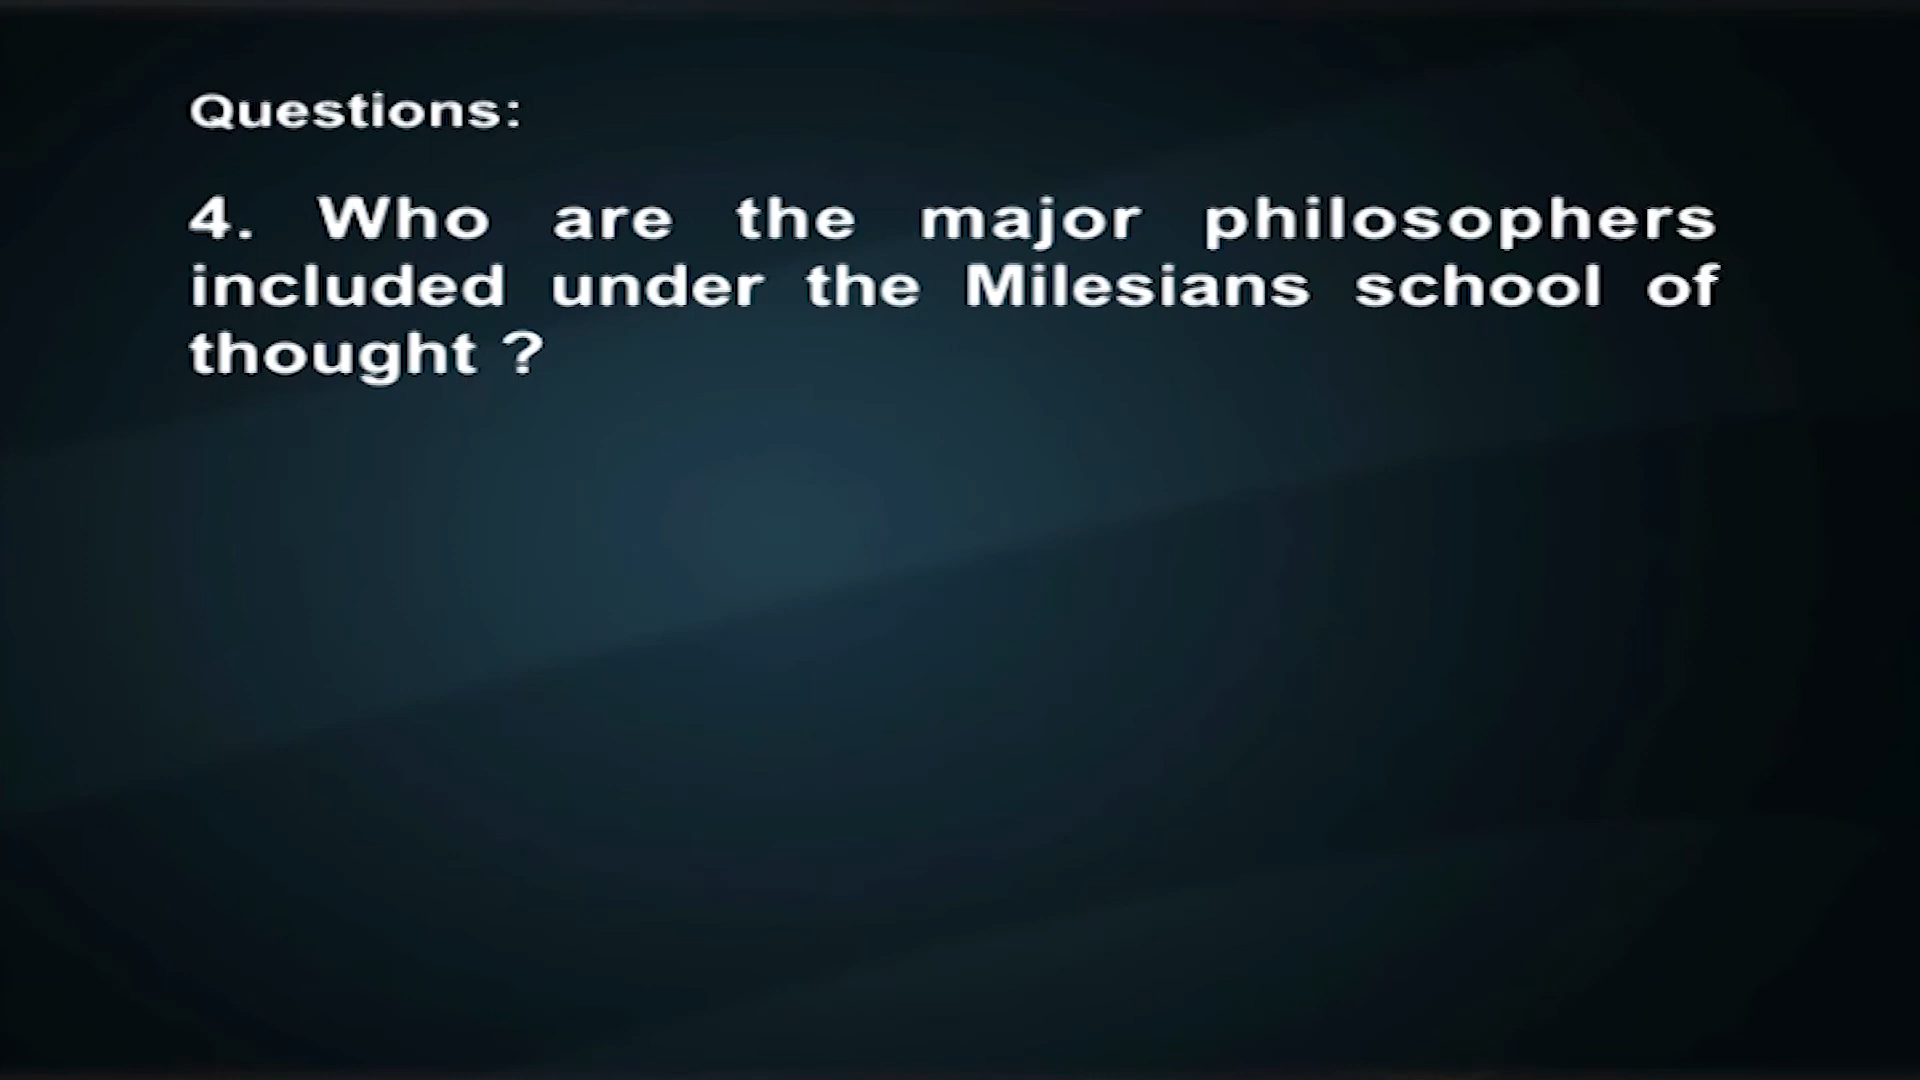 Questions:
4. Who are the major philosophers
included under the Milesians school of
thought ?